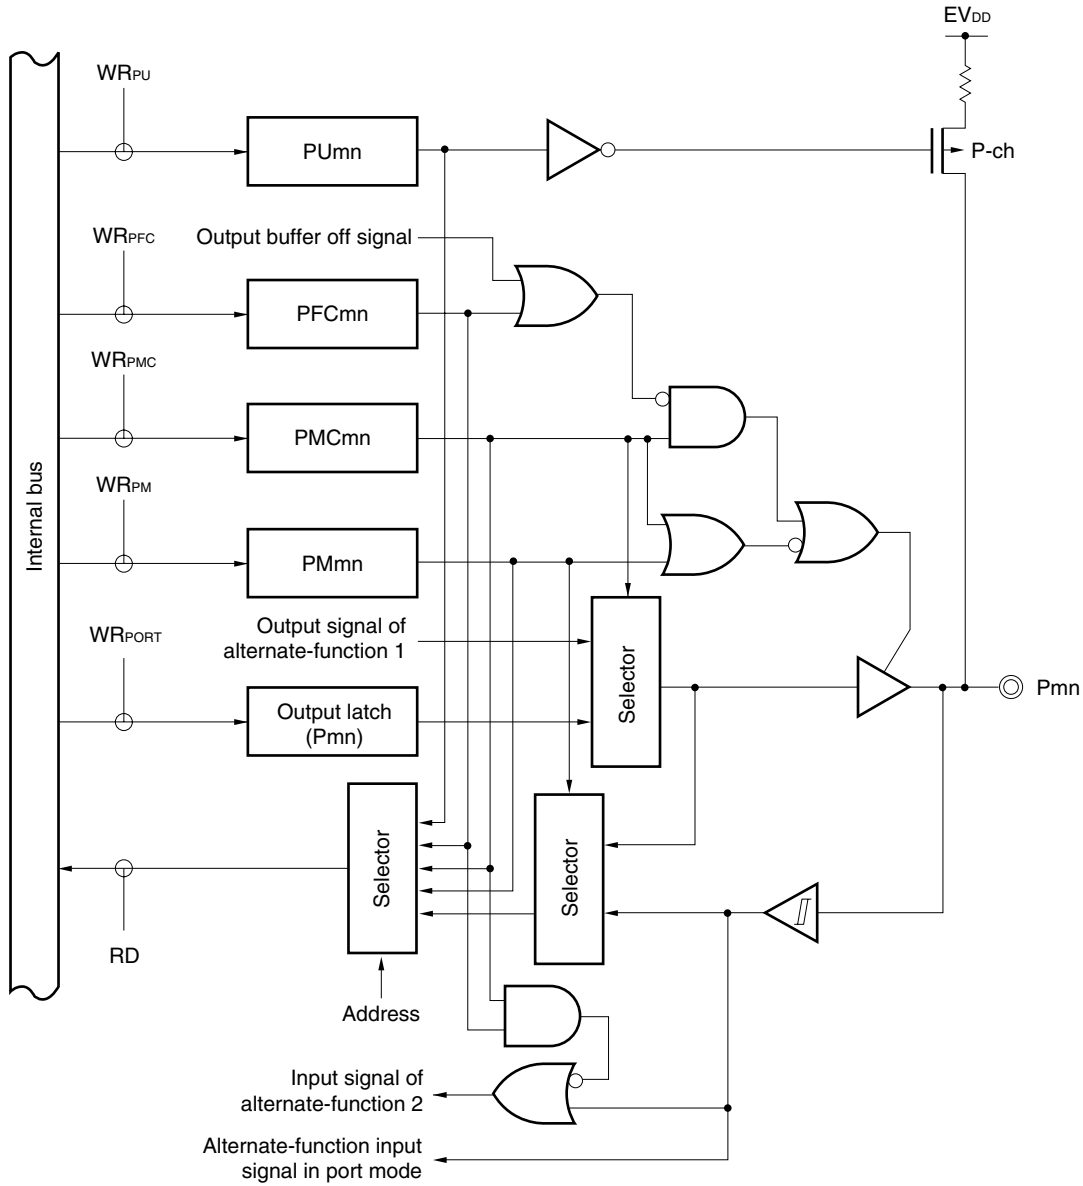 EVDD
WRPU
PUmn
P-ch
WRPFC
Output buffer off signal
PFCmn
WRPMC
PMCmn
Internal bus
WRPM
PMmn
WRPORT
Output signal of
alternate-function 1
Selector
Output latch
(Pmn)
Pmn
Selector
Selector
RD
Address
Input signal of
alternate-function 2
Alternate-function input
signal in port mode